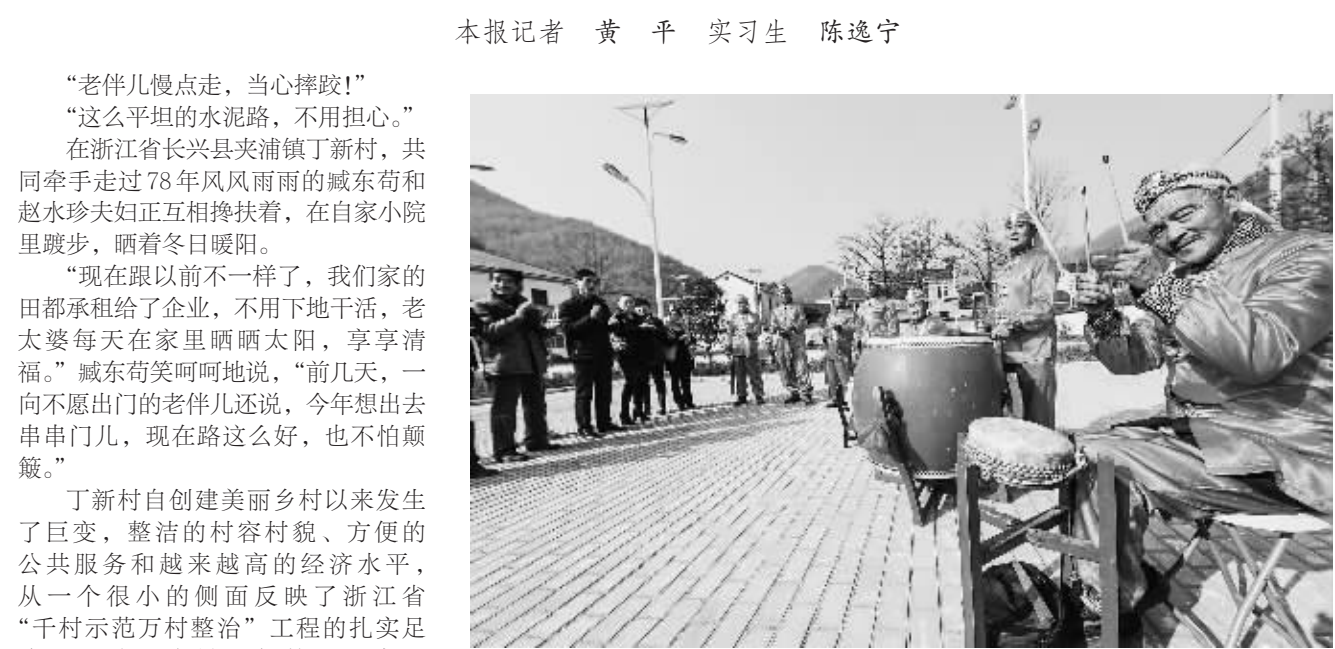 本报记者 黄 平 实习生 陈逸宁
“老伴儿慢点走，当心摔跤！”
“这么平坦的水泥路，不用担心。”
在浙江省长兴县夹浦镇丁新村，共
同牵手走过78年风风雨雨的臧东苟和
赵水珍夫妇正互相搀扶着，在自家小院
里踱步，晒着冬日暖阳。
“现在跟以前不一样了，我们家的
田都承租给了企业，不用下地干活，老
太婆每天在家里晒晒太阳，享享清
福。”臧东苟笑呵呵地说，“前几天，一
向不愿出门的老伴儿还说，今年想出去
串串门儿，现在路这么好，也不怕颠
簸。”
丁新村自创建美丽乡村以来发生
了巨变，整洁的村容村貌、方便的
公共服务和越来越高的经济水平，
从一个很小的侧面反映了浙江省
“千村示范万村整治”工程的扎实足